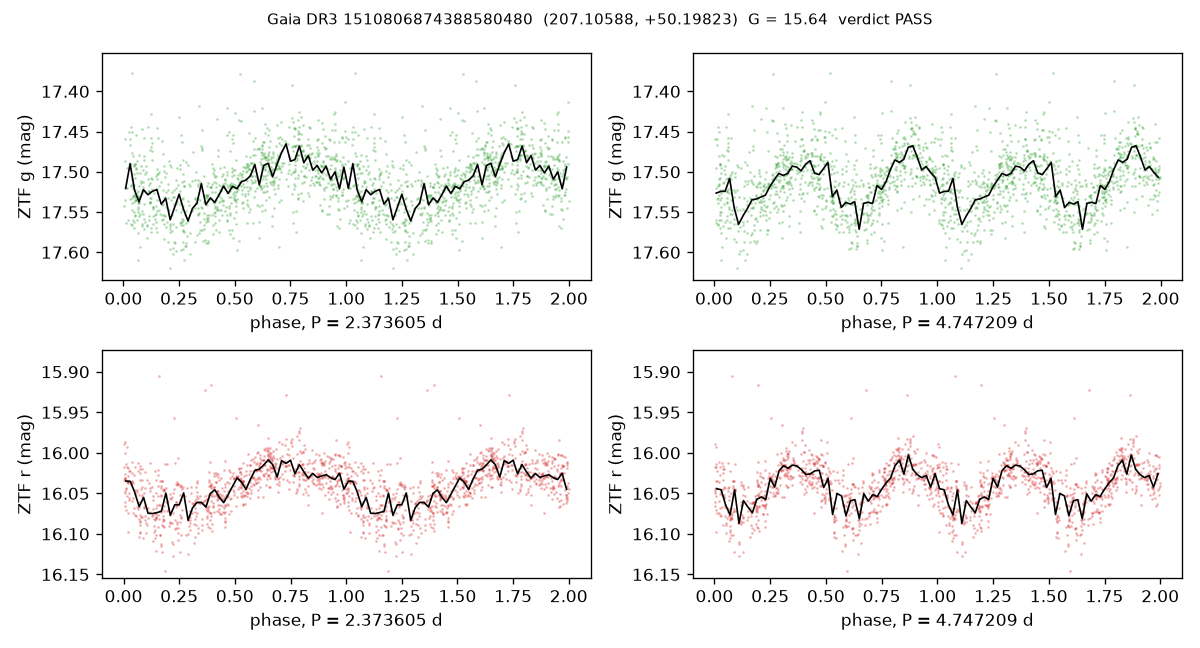 Gaia DR3 1510806874388580480 (207.10588, +50.19823) G = 15.64 verdict PASS
ZTF g (mag)
17.40
17.45
17.50
17.55
17.60
0.00 0.25 0.50 0.75 1.00 1.25 1.50 1.75 2.00
phase, P = 2.373605 d
ZTF g (mag)
17.40
17.45
17.50
17.55
17.60
0.00 0.25 0.50 0.75 1.00 1.25 1.50 1.75 2.00
phase, P = 4.747209 d
ZTF r (mag)
15.90
15.95
16.00
16.05
16.10
16.15
0.00 0.25 0.50 0.75 1.00 1.25 1.50 1.75 2.00
phase, P = 2.373605 d
ZTF r (mag)
15.90
15.95
16.00
16.05
16.10
16.15
0.00 0.25 0.50 0.75 1.00 1.25 1.50 1.75 2.00
phase, P = 4.747209 d